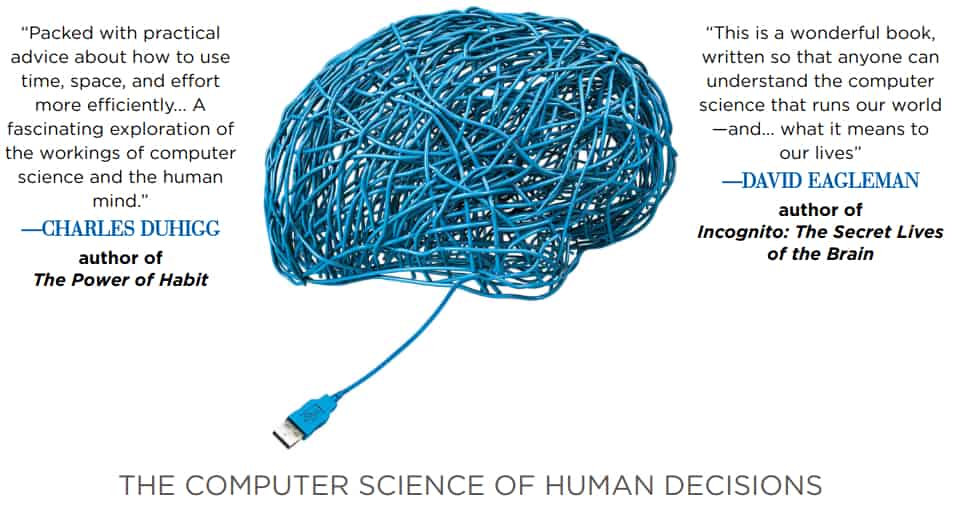 “Packed with practical
advice about how to use
time, space, and effort
more efficiently... A
fascinating exploration of
the workings of computer
science and the human
mind.”
—CHARLES DUHIGG
author of
The Power of Habit
“This is a wonderful book,
written so that anyone can
understand the computer
science that runs our world
—and... what it means to
our lives”
—DAVID EAGLEMAN
author of
Incognito: The Secret Lives
of the Brain
THE COMPUTER SCIENCE OF HUMAN DECISIONS